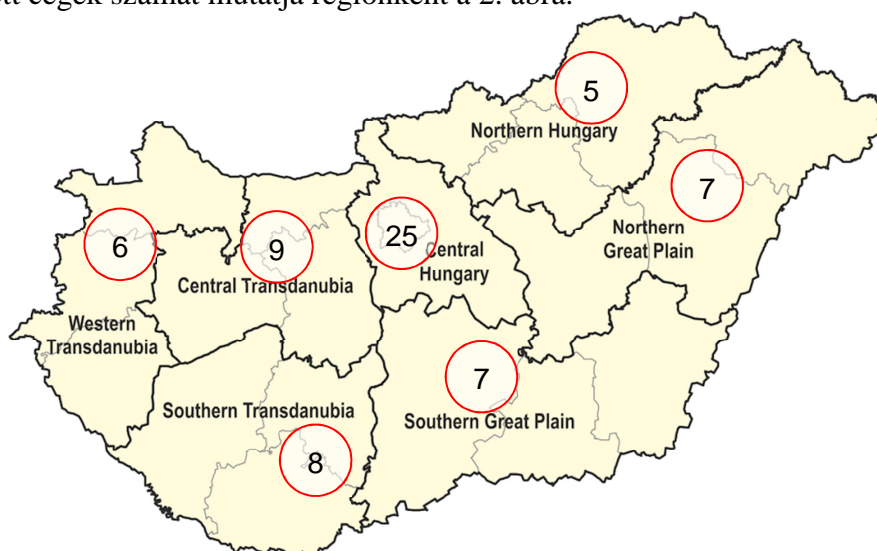 ott cégek számát mutatja régiónként a 2. ábra.
5
Northern Hungary
7
Northern
Great Plain
25
Central
Hungary
6
9
Central Transdanubia
Western
Transdanubia
7
Southern Great Plain
Southern Transdanubia
8